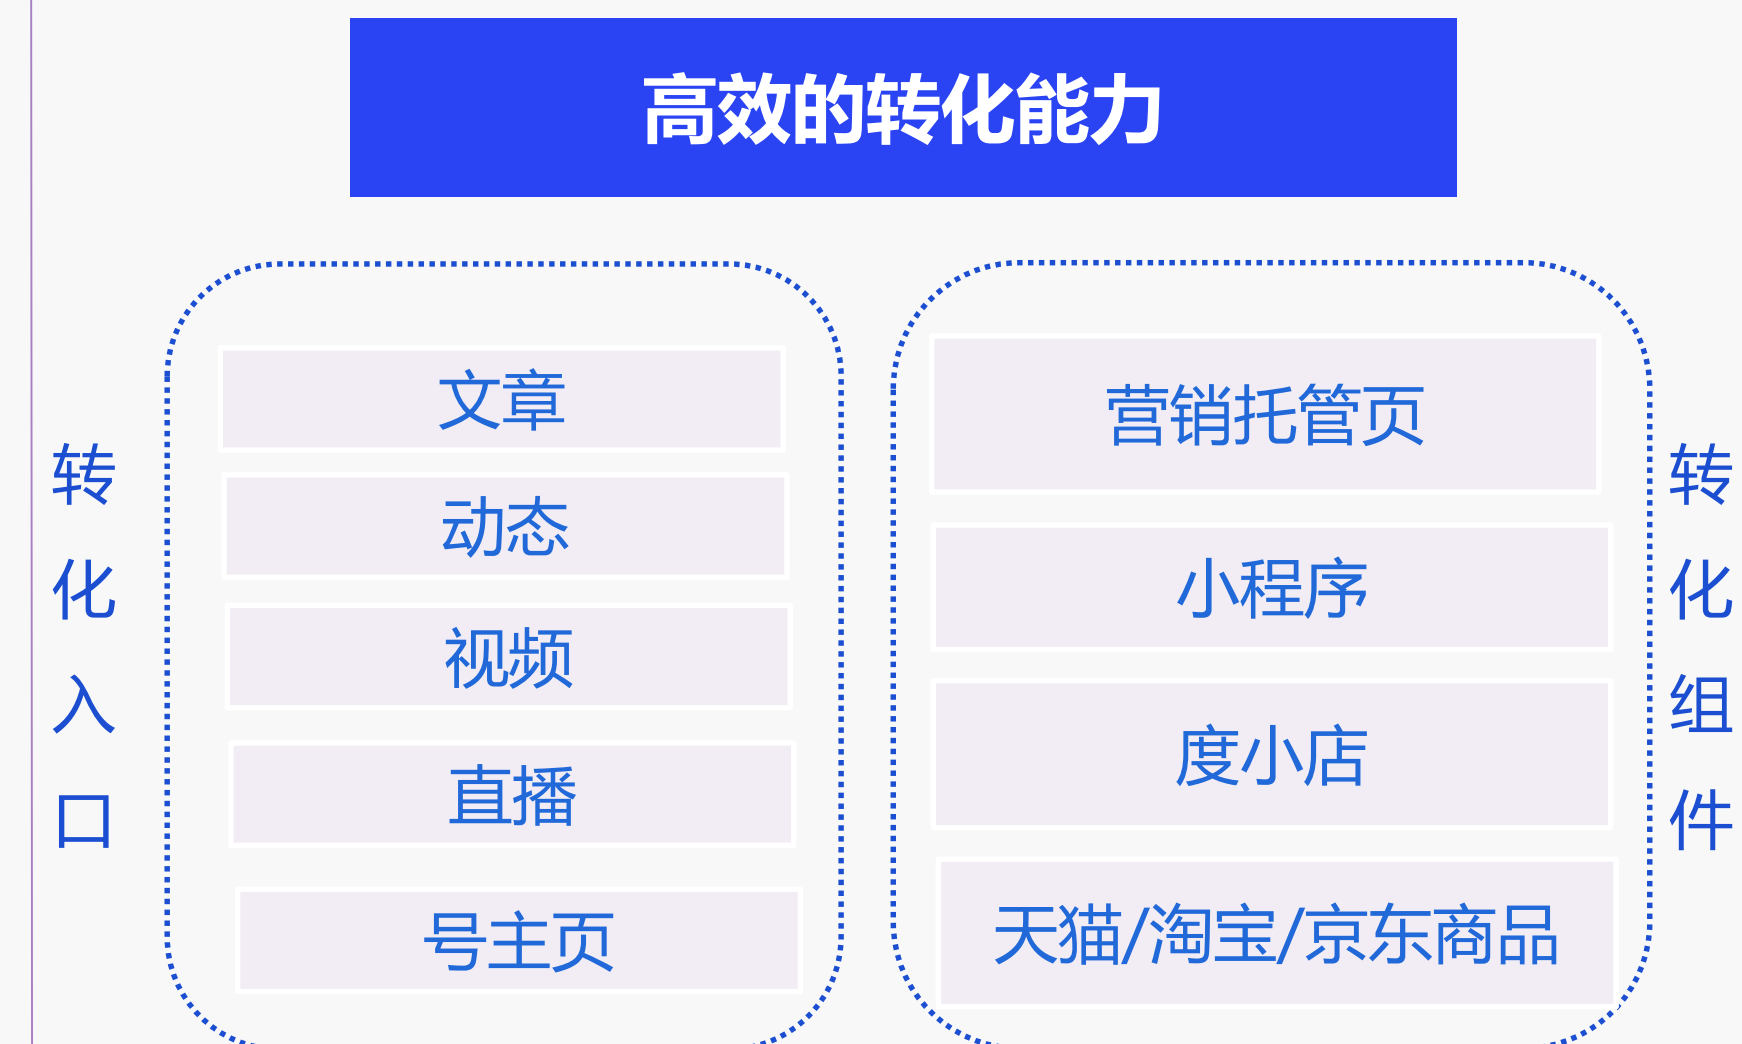 高效的转化能力
转化入口
文章
动态
视频
直播
号主页
营销托管页
小程序
度小店
天猫/淘宝/京东商品
转化组件